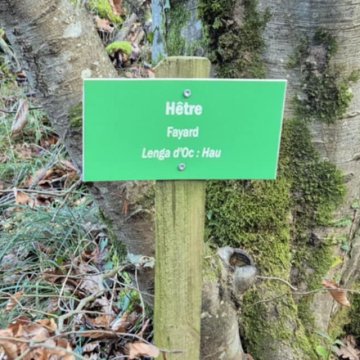 Hêtre
Fayard
Lenga d'Oc : Hau